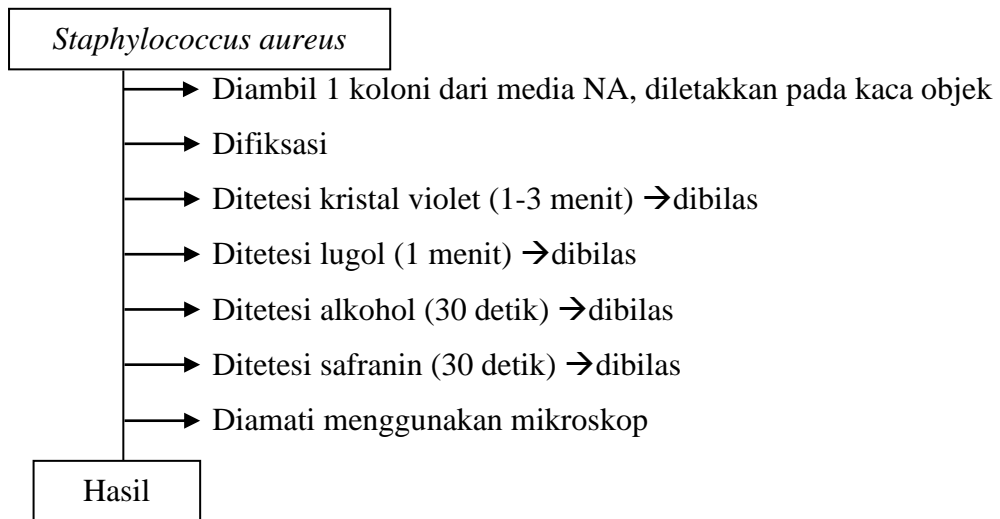 Staphylococcus aureus
Diambil 1 koloni dari media NA, diletakkan pada kaca objek
Difiksasi
Ditetesi kristal violet (1-3 menit) →dibilas
Ditetesi lugol (1 menit) →dibilas
Ditetesi alkohol (30 detik) →dibilas
Ditetesi safranin (30 detik) →dibilas
Diamati menggunakan mikroskop
Hasil